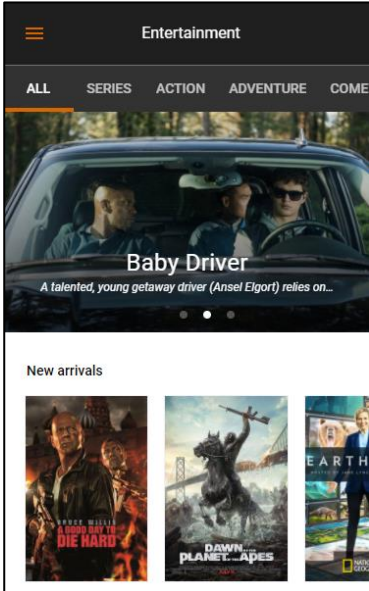 Entertainment
ALL SERIES ACTION ADVENTURE COME
Baby Driver
A talented, young getaway driver (Ansel Elgort) relies on...
New arrivals
BRUCE WILLIS
A GOOD DAY TO
DIE HARD
DAWN
PLANET APES
EARTH